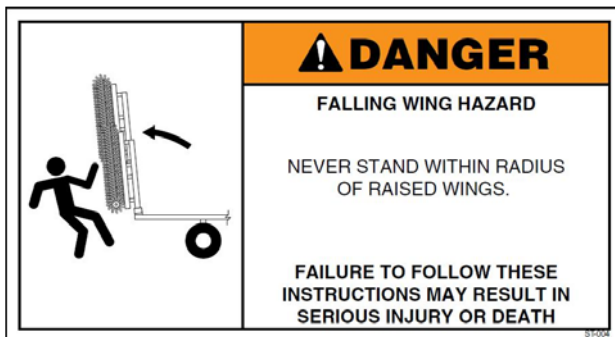 DANGER
FALLING WING HAZARD
NEVER STAND WITHIN RADIUS
OF RAISED WINGS.
FAILURE TO FOLLOW THESE
INSTRUCTIONS MAY RESULT IN
SERIOUS INJURY OR DEATH
ST-004